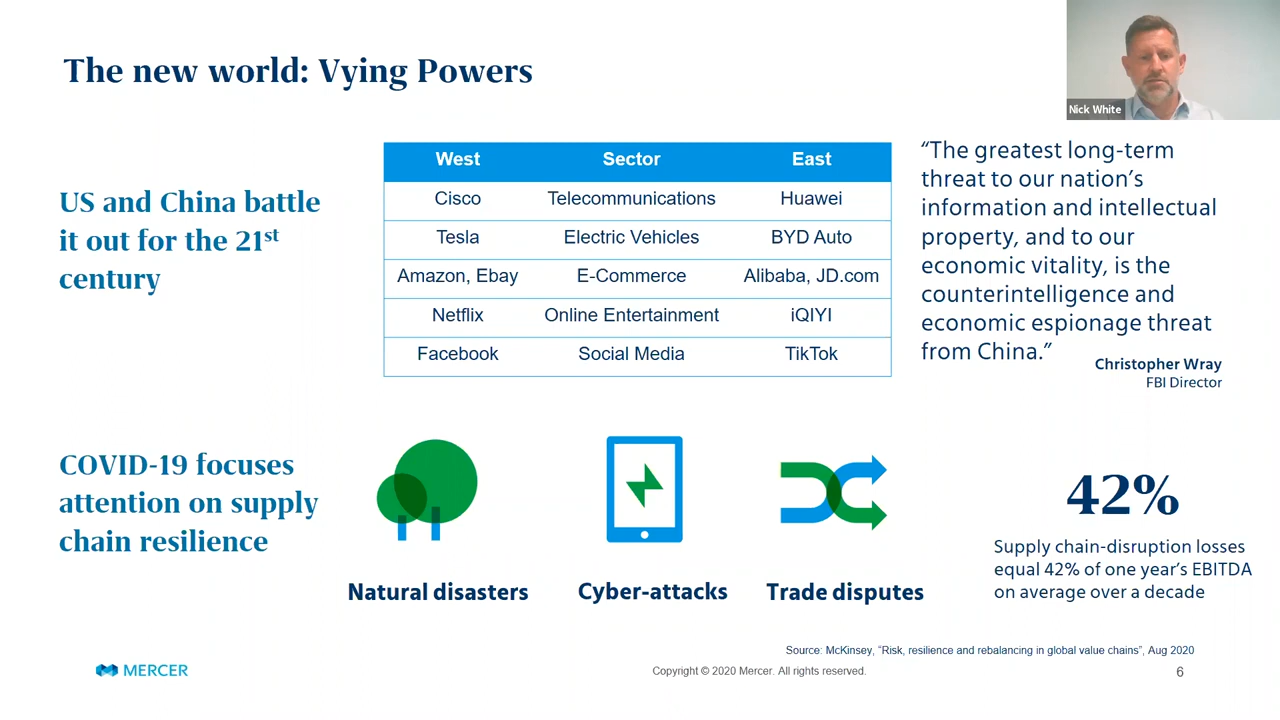 The new world: Vying Powers
Nick White
US and China battle
it out for the 21st
century
West Sector East
Cisco Telecommunications Huawei
Tesla Electric Vehicles BYD Auto
Amazon, Ebay E-Commerce Alibaba, JD.com
Netflix Online Entertainment iQIYI
Facebook Social Media TikTok
“The greatest long-term
threat to our nation’s
information and intellectual
property, and to our
economic vitality, is the
counterintelligence and
economic espionage threat
from China.”
Christopher Wray
FBI Director
COVID-19 focuses
attention on supply
chain resilience
Natural disasters
Cyber-attacks
Trade disputes
42%
Supply chain-disruption losses
equal 42% of one year’s EBITDA
on average over a decade
Source: McKinsey, “Risk, resilience and rebalancing in global value chains”, Aug 2020
MERCER
Copyright © 2020 Mercer. All rights reserved.
6